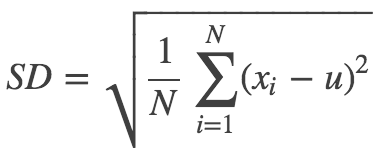 SD = √(1/N ∑_{i=1}^{N} (x_i − u)²)